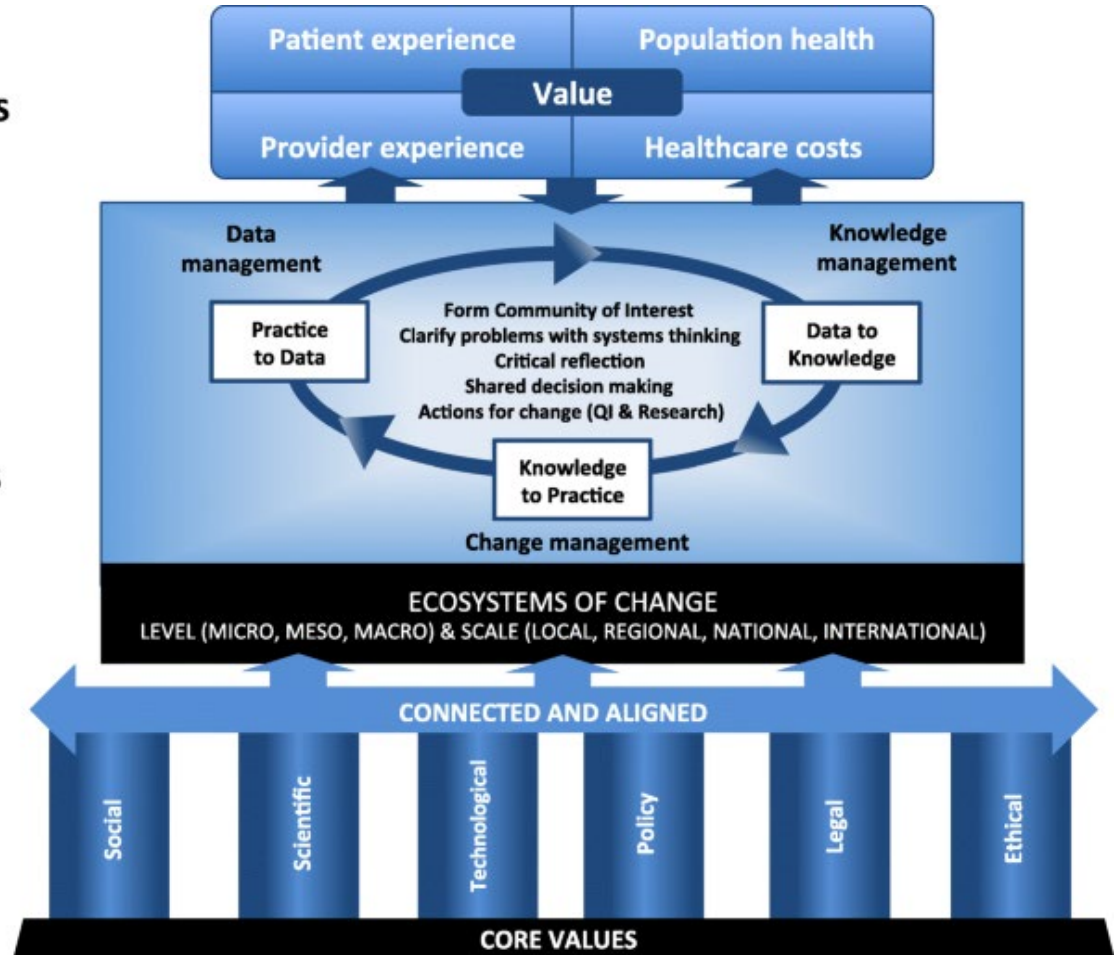 Patient experience
Population health
Value
Provider experience
Healthcare costs
Data
management
Knowledge
management
Practice
to Data
Form Community of Interest
Clarify problems with systems thinking
Critical reflection
Shared decision making
Actions for change (QI & Research)
Data to
Knowledge
Knowledge
to Practice
Change management
ECOSYSTEMS OF CHANGE
LEVEL (MICRO, MESO, MACRO) & SCALE (LOCAL, REGIONAL, NATIONAL, INTERNATIONAL)
CONNECTED AND ALIGNED
Social
Scientific
Technological
Policy
Legal
Ethical
CORE VALUES